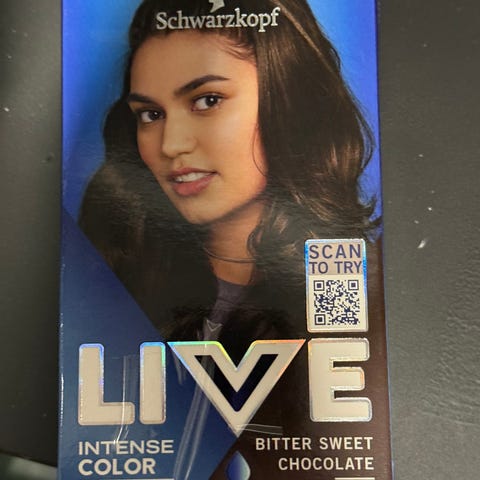 Schwarzkopf
SCAN
TO TRY
LIVE
INTENSE
COLOR
BITTER SWEET
CHOCOLATE